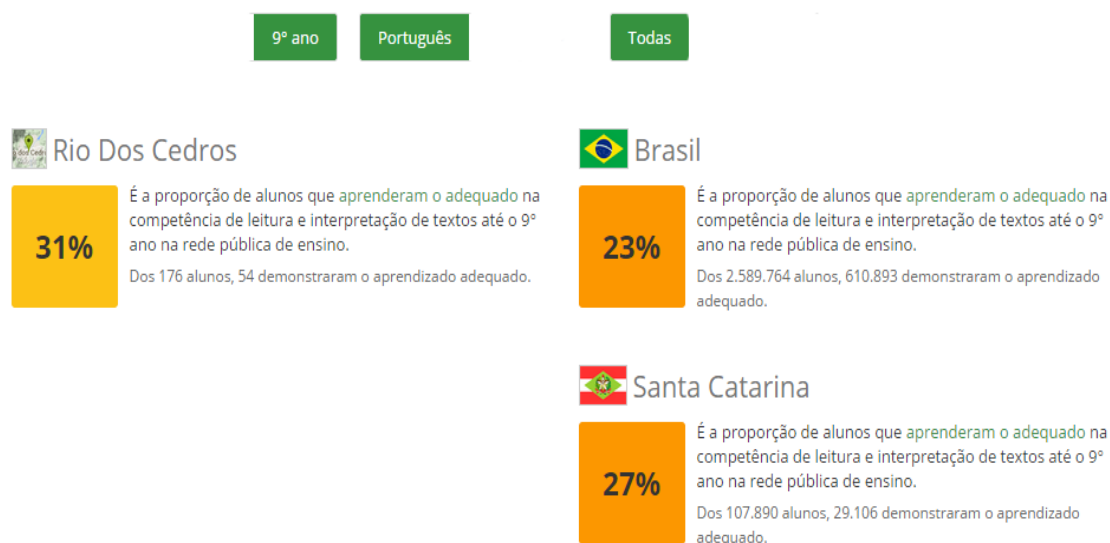 9º ano
Português
Todas
Rio Dos Cedros
31%
É a proporção de alunos que aprenderam o adequado na
competência de leitura e interpretação de textos até o 9º
ano na rede pública de ensino.
Dos 176 alunos, 54 demonstraram o aprendizado adequado.
Brasil
23%
É a proporção de alunos que aprenderam o adequado na
competência de leitura e interpretação de textos até o 9º
ano na rede pública de ensino.
Dos 2.589.764 alunos, 610.893 demonstraram o aprendizado
adequado.
Santa Catarina
27%
É a proporção de alunos que aprenderam o adequado na
competência de leitura e interpretação de textos até o 9º
ano na rede pública de ensino.
Dos 107.890 alunos, 29.106 demonstraram o aprendizado
adequado.